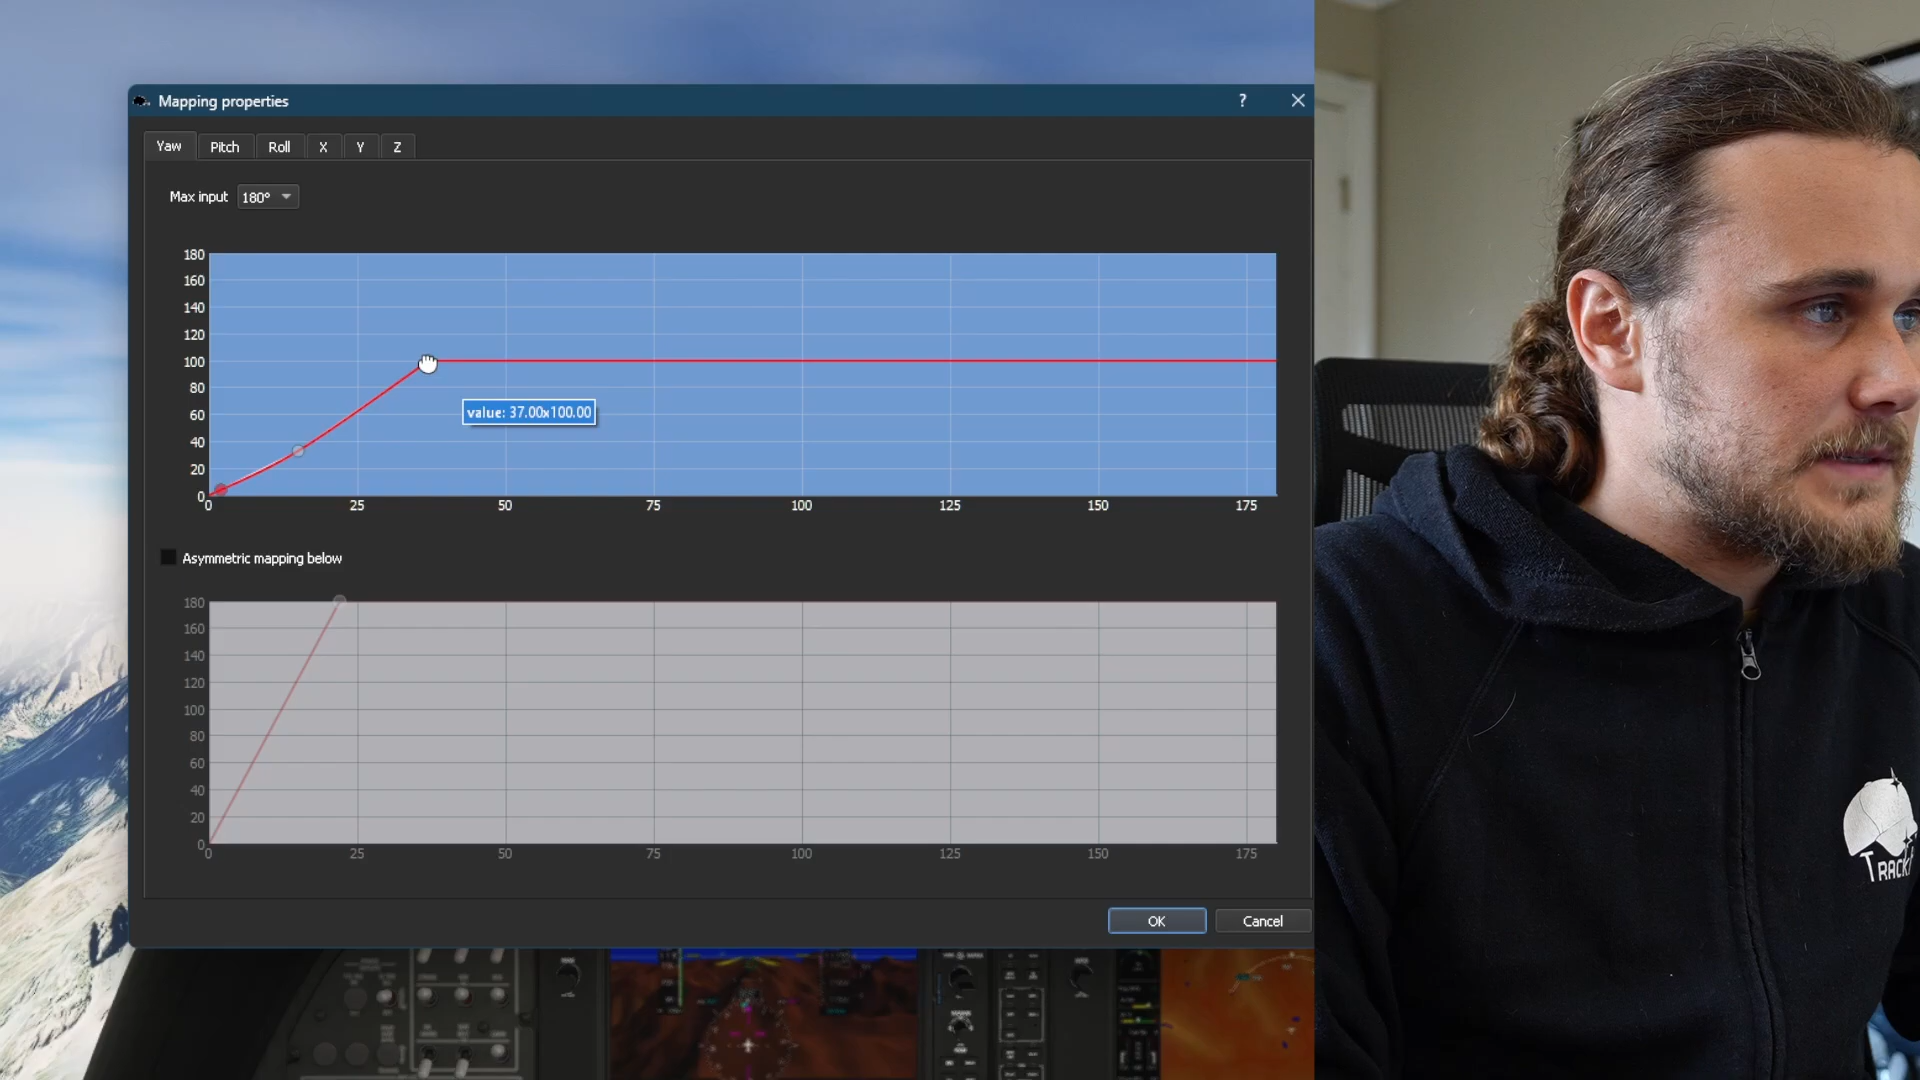 Mapping properties
?
Yaw Pitch Roll X Y Z
Max input 180°
180
160
140
120
100
80
60
40
20
0
value: 37.00x100.00
0 25 50 75 100 125 150 175
Asymmetric mapping below
180
160
140
120
100
80
60
40
20
0
0 25 50 75 100 125 150 175
OK Cancel